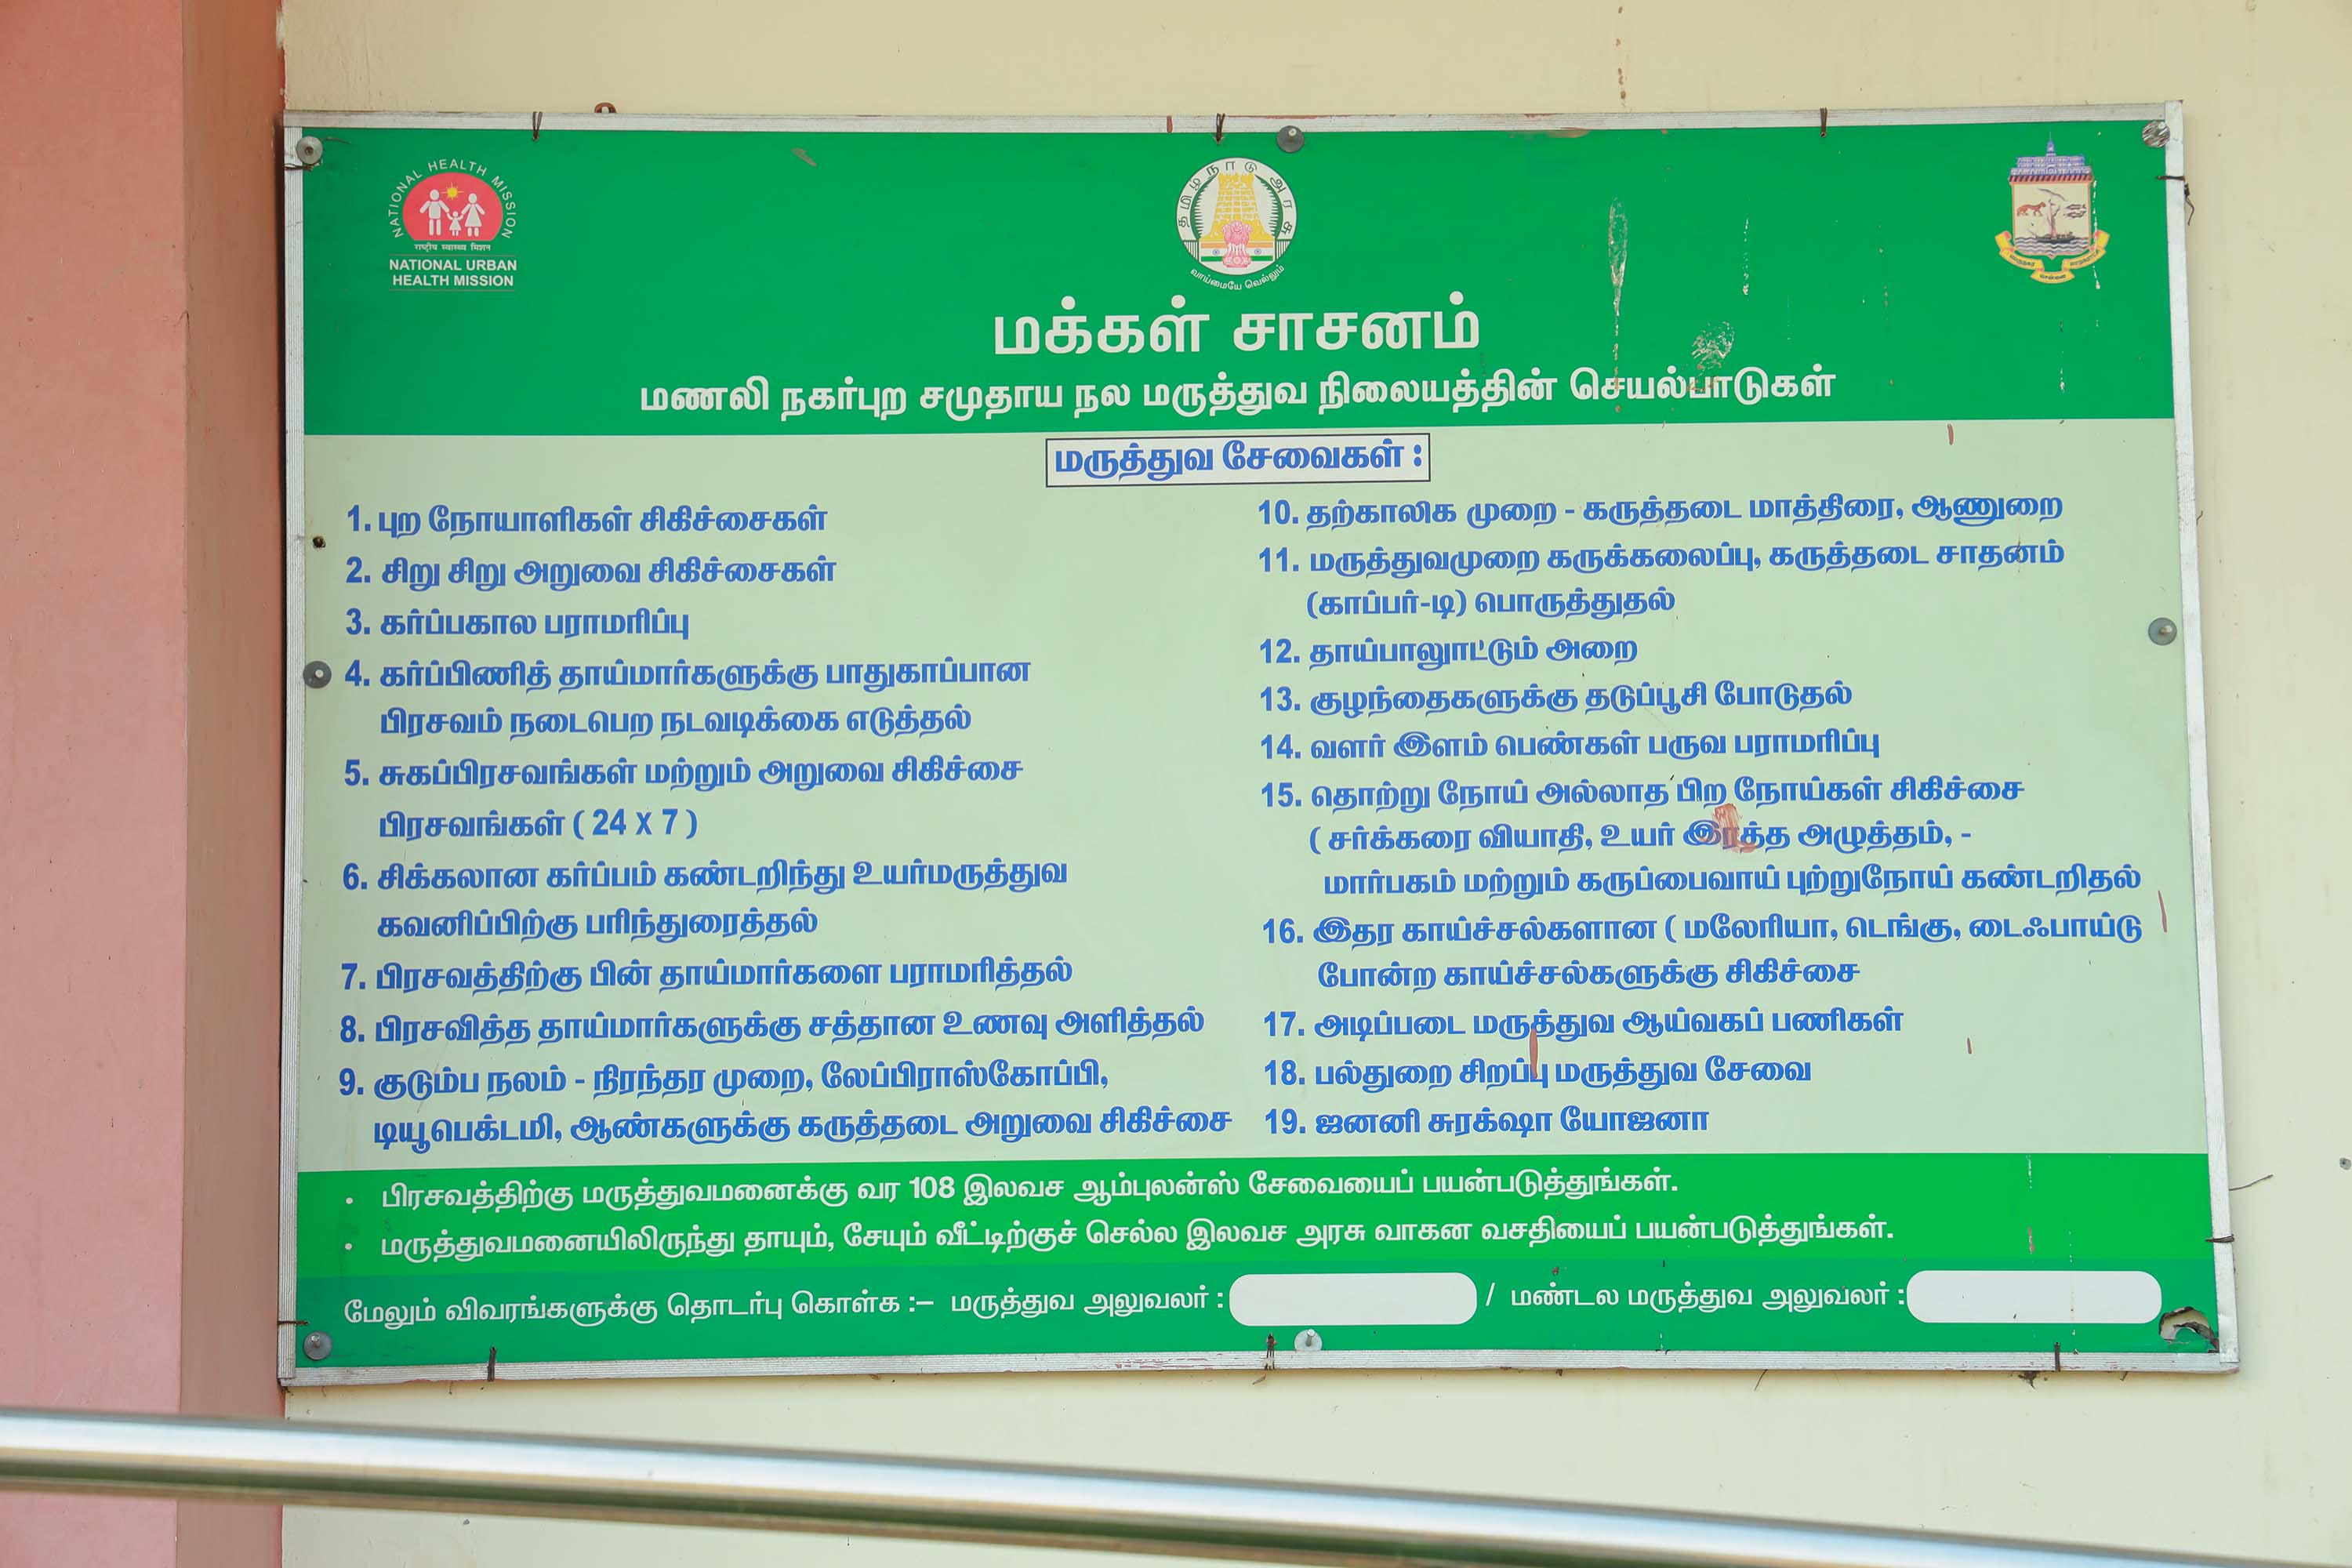 NATIONAL HEALTH MISSION
राष्ट्रीय स्वास्थ्य मिशन
NATIONAL URBAN
HEALTH MISSION
தமிழ்நாடு அரசு
வாய்மையே வெல்லும்
மக்கள் சாசனம்
மணலி நகர்புற சமுதாய நல மருத்துவ நிலையத்தின் செயல்பாடுகள்
மருத்துவ சேவைகள் :
1. புற நோயாளிகள் சிகிச்சைகள்
2. சிறு சிறு அறுவை சிகிச்சைகள்
3. கர்ப்பகால பராமரிப்பு
4. கர்ப்பிணித் தாய்மார்களுக்கு பாதுகாப்பான
பிரசவம் நடைபெற நடவடிக்கை எடுத்தல்
5. சுகப்பிரசவங்கள் மற்றும் அறுவை சிகிச்சை
பிரசவங்கள் ( 24 X 7 )
6. சிக்கலான கர்ப்பம் கண்டறிந்து உயர்மருத்துவ
கவனிப்பிற்கு பரிந்துரைத்தல்
7. பிரசவத்திற்கு பின் தாய்மார்களை பராமரித்தல்
8. பிரசவித்த தாய்மார்களுக்கு சத்தான உணவு அளித்தல்
9. குடும்ப நலம் - நிரந்தர முறை, லேப்பிராஸ்கோப்பி,
டியூபெக்டமி, ஆண்களுக்கு கருத்தடை அறுவை சிகிச்சை
10. தற்காலிக முறை - கருத்தடை மாத்திரை, ஆணுறை
11. மருத்துவமுறை கருக்கலைப்பு, கருத்தடை சாதனம்
(காப்பர்-டி) பொருத்துதல்
12. தாய்பாலுாட்டும் அறை
13. குழந்தைகளுக்கு தடுப்பூசி போடுதல்
14. வளர் இளம் பெண்கள் பருவ பராமரிப்பு
15. தொற்று நோய் அல்லாத பிற நோய்கள் சிகிச்சை
( சர்க்கரை வியாதி, உயர் இரத்த அழுத்தம், -
மார்பகம் மற்றும் கருப்பைவாய் புற்றுநோய் கண்டறிதல்
16. இதர காய்ச்சல்களான ( மலேரியா, டெங்கு, டைஃபாய்டு
போன்ற காய்ச்சல்களுக்கு சிகிச்சை
17. அடிப்படை மருத்துவ ஆய்வகப் பணிகள்
18. பல்துறை சிறப்பு மருத்துவ சேவை
19. ஜனனி சுரக்ஷா யோஜனா
• பிரசவத்திற்கு மருத்துவமனைக்கு வர 108 இலவச ஆம்புலன்ஸ் சேவையைப் பயன்படுத்துங்கள்.
• மருத்துவமனையிலிருந்து தாயும், சேயும் வீட்டிற்குச் செல்ல இலவச அரசு வாகன வசதியைப் பயன்படுத்துங்கள்.
மேலும் விவரங்களுக்கு தொடர்பு கொள்க :– மருத்துவ அலுவலர் : / மண்டல மருத்துவ அலுவலர் :